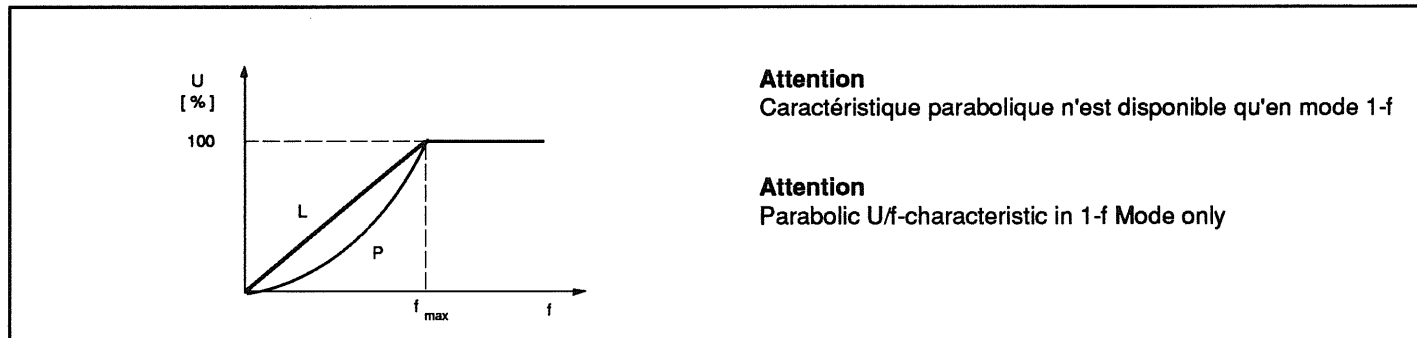 U
[ % ]
100
L
P
f max
f
Attention
Caractéristique parabolique n'est disponible qu'en mode 1-f
Attention
Parabolic U/f-characteristic in 1-f Mode only